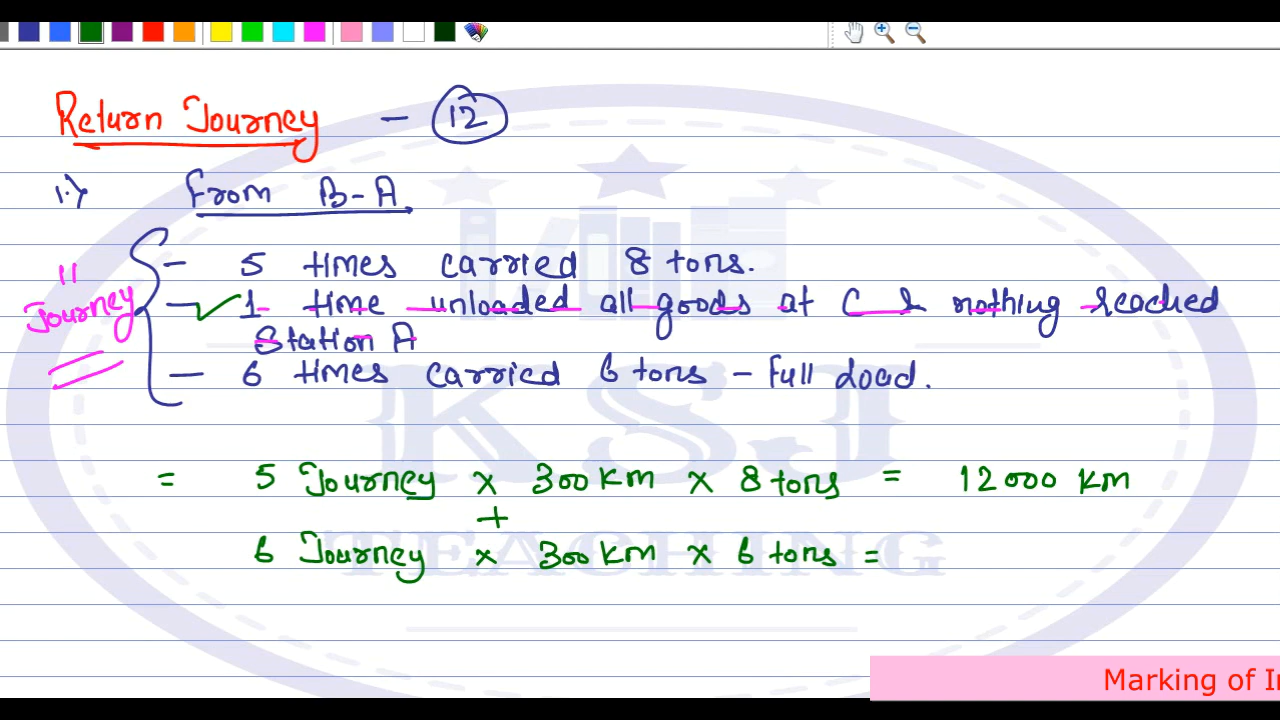 Return Journey - 12
1.) From B-A
- 5 times carried 8 tons.
11 Journey
- 1 time unloaded all goods at C & nothing reached
Station A
- 6 times carried 6 tons - Full Load.
= 5 Journey x 300 km x 8 tons = 12000 km
+
6 Journey x 300 km x 6 tons =
KSJ
TEACHING
Marking of